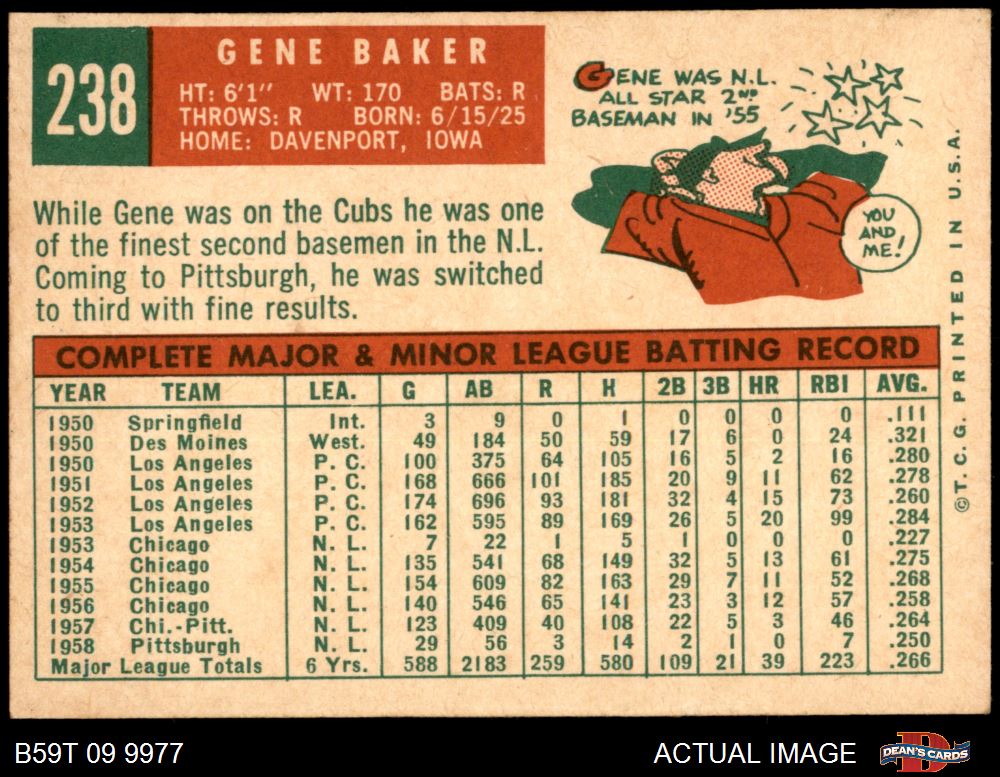 238
GENE BAKER
HT: 6'1" WT: 170 BATS: R
THROWS: R BORN: 6/15/25
HOME: DAVENPORT, IOWA
GENE WAS N.L.
ALL STAR 2ND
BASEMAN IN '55
YOU
AND
ME!
While Gene was on the Cubs he was one
of the finest second basemen in the N.L.
Coming to Pittsburgh, he was switched
to third with fine results.
COMPLETE MAJOR & MINOR LEAGUE BATTING RECORD
YEAR TEAM LEA. G AB R H 2B 3B HR RBI AVG.
1950 Springfield Int. 3 9 0 1 0 0 0 0 .111
1950 Des Moines West. 49 184 50 59 17 6 0 24 .321
1950 Los Angeles P. C. 100 375 64 105 16 5 2 16 .280
1951 Los Angeles P. C. 168 666 101 185 20 9 11 62 .278
1952 Los Angeles P. C. 174 696 93 181 32 4 15 73 .260
1953 Los Angeles P. C. 162 595 89 169 26 5 20 99 .284
1953 Chicago N. L. 7 22 1 5 1 0 0 0 .227
1954 Chicago N. L. 135 541 68 149 32 5 13 61 .275
1955 Chicago N. L. 154 609 82 163 29 7 11 52 .268
1956 Chicago N. L. 140 546 65 141 23 3 12 57 .258
1957 Chi.-Pitt. N. L. 123 409 40 108 22 5 3 46 .264
1958 Pittsburgh N. L. 29 56 3 14 2 1 0 7 .250
Major League Totals 6 Yrs. 588 2183 259 580 109 21 39 223 .266
©T. C. G. PRINTED IN U.S.A.
B59T 09 9977
ACTUAL IMAGE
D
DEAN'S CARDS